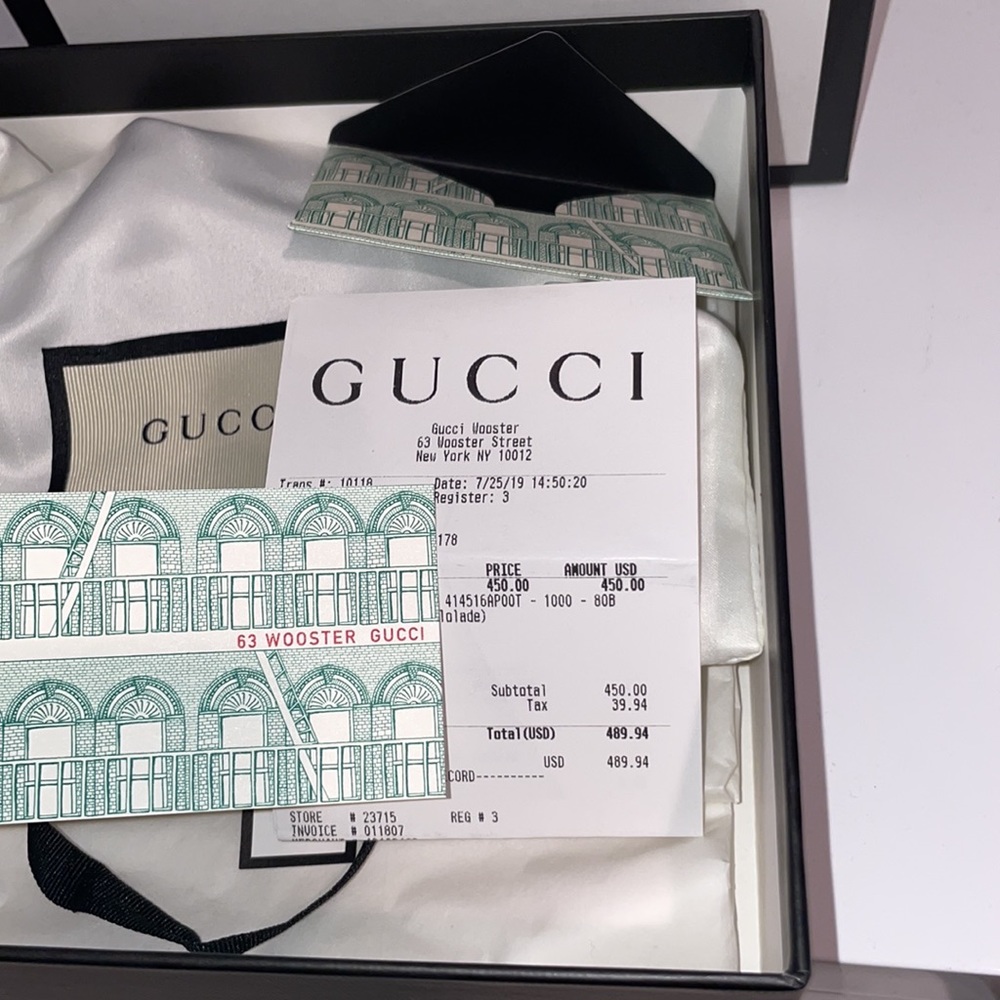 GUCCI
Gucci Wooster
63 Wooster Street
New York NY 10012
GUCC
Trans #: 10118 Date: 7/25/19 14:50:20
Register: 3
178
PRICE AMOUNT USD
450.00 450.00
414516AP00T - 1000 - 80B
lolade)
63 WOOSTER GUCCI
Subtotal 450.00
Tax 39.94
Total(USD) 489.94
USD 489.94
CORD----------
STORE # 23715 REG # 3
INVOICE # 011807